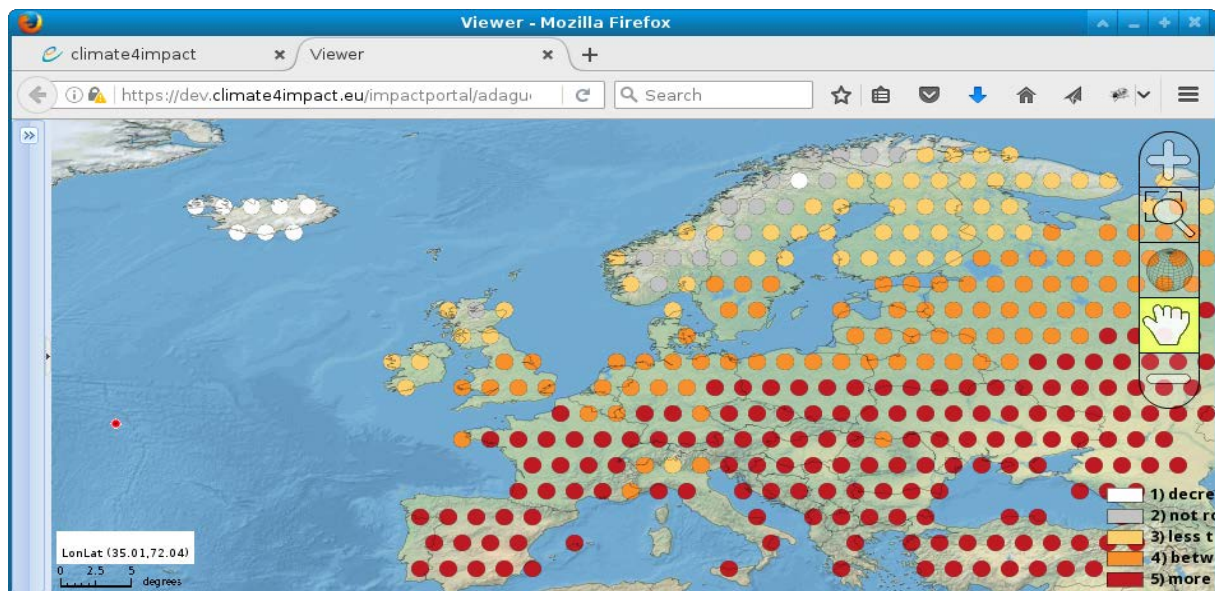 Viewer - Mozilla Firefox
climate4impact
Viewer
https://dev.climate4impact.eu/impactportal/adagu
Search
LonLat (35.01,72.04)
0 2.5 5
degrees
1) decre
2) not ro
3) less t
4) betw
5) more